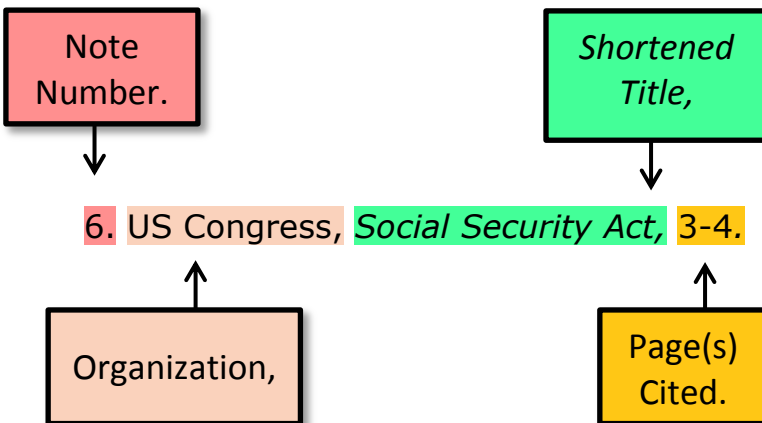 Note
Number.
Shortened
Title,
6. US Congress, Social Security Act, 3-4.
Organization,
Page(s)
Cited.